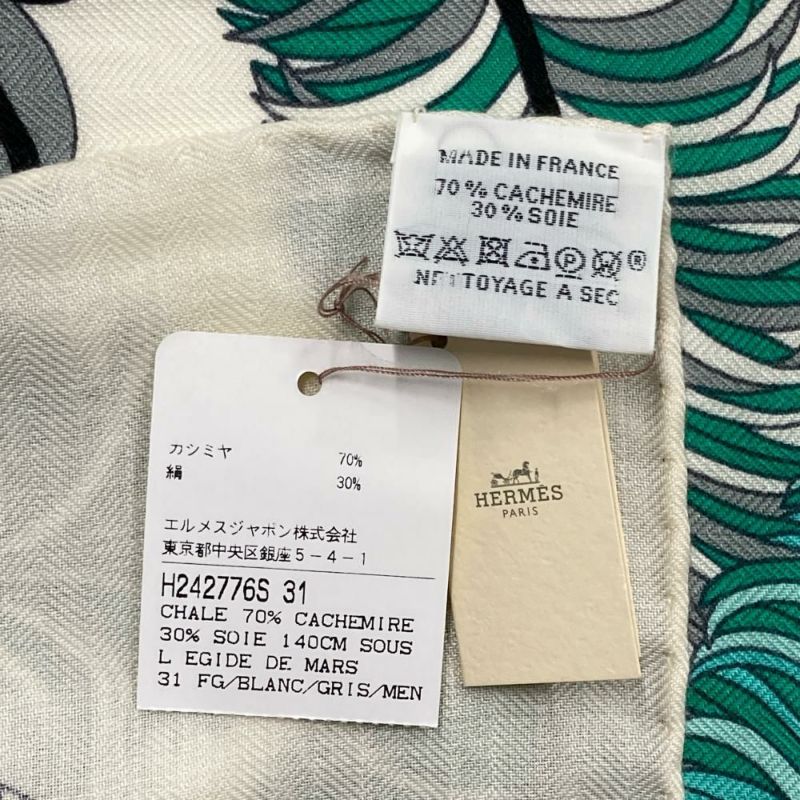 MADE IN FRANCE
70% CACHEMIRE
30% SOIE
®
NETTOYAGE A SEC
カシミヤ 70%
絹 30%
エルメスジャポン株式会社
東京都中央区銀座5-4-1
H242776S 31
CHALE 70% CACHEMIRE
30% SOIE 140CM SOUS
L EGIDE DE MARS
31 FG/BLANC/GRIS/MEN
HERMÈS
PARIS